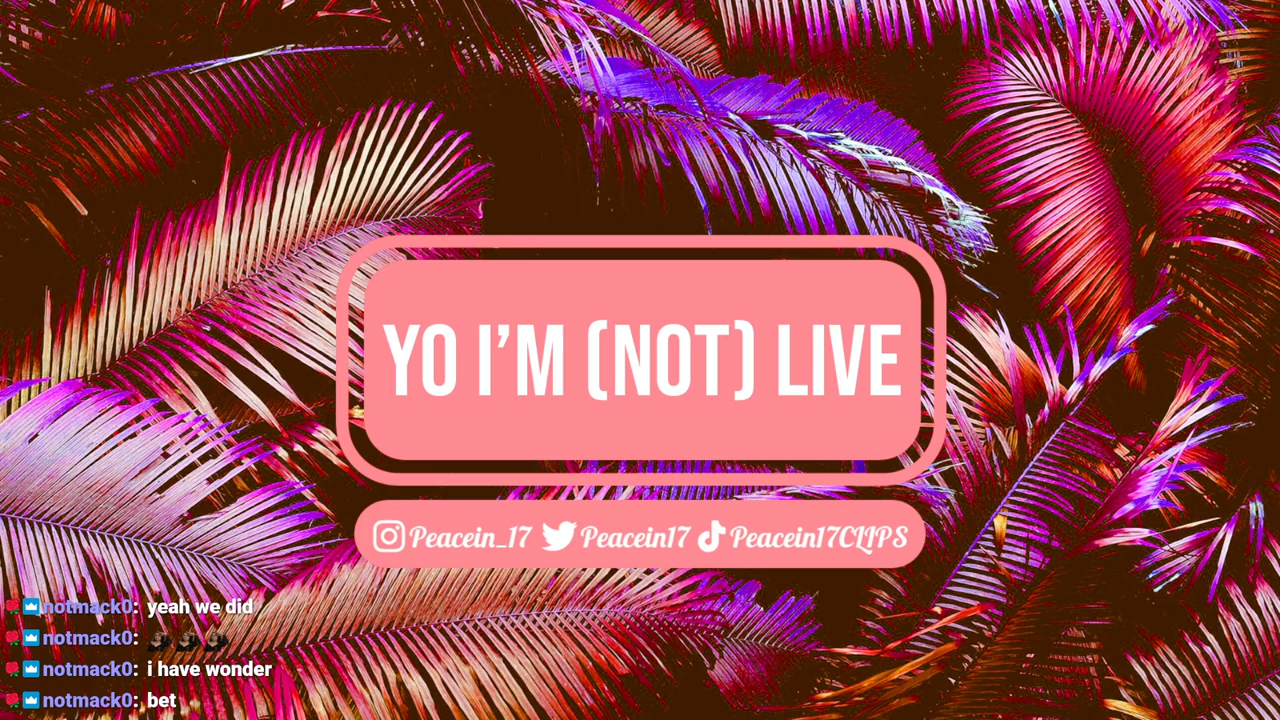 YO I'M (NOT) LIVE
Peacein_17 Peacein17 Peacein17CLIPS
notmack0: yeah we did
notmack0:
notmack0: i have wonder
notmack0: bet